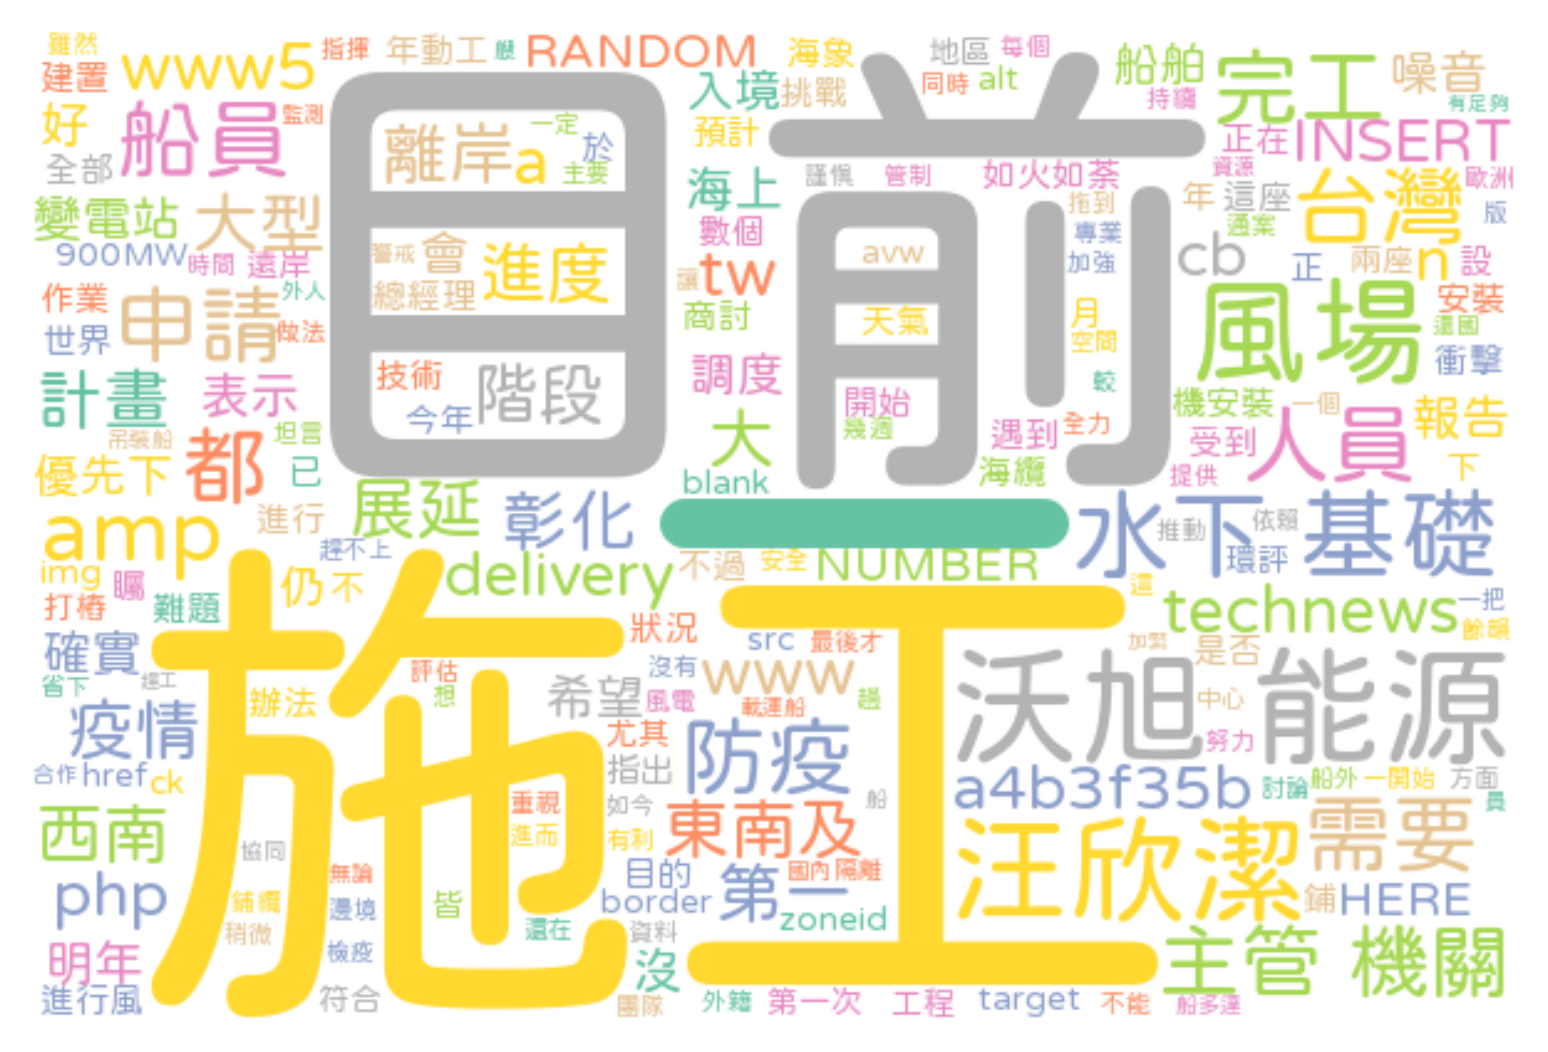 雖然
指揮
年動工
艘
RANDOM
海象
地區
每個
船舶
完工
噪音
建置
www5
入境
挑戰
同時
alt
持續
有足夠
好
船員
監測
離岸
a
一定
於
主要
預計
目前
正在
INSERT
全部
海上
謹慎
管制
如火如荼
資源
歐洲
變電站
大型
數個
拖到
年
這座
台灣
版
900MW
時間
遠岸
警戒
會
進度
讓
tw
avw
專業
加強
通案
cb
正
兩座
n
設
作業
申請
外人
總經理
商討
天氣
月
風場
安裝
世界
做法
空間
還國
衝擊
計畫
表示
技術
階段
調度
開始
較
機安裝
一個
報告
吊裝船
都
坦言
今年
大
幾週
遇到
全力
受到
人員
優先下
已
blank
海纜
提供
下
amp
進行
展延
彰化
一
水下
推動
依賴
基礎
趕不上
環評
img
矚
仍
不
delivery
不過
安全
NUMBER
這
打樁
難題
technews
一把
餘韻
確實
狀況
src
最後才
加緊
是否
省下
趕工
施工
評估
想
沒有
www
沃旭
能源
疫情
辦法
希望
風電
載運船
趟
中心
尤其
防疫
努力
合作
href
ck
指出
a4b3f35b
討論
船外
一開始
方面
重視
如今
船
員
西南
進而
有利
東南及
汪欣潔
需要
協同
無論
目的
國內
隔離
php
鋪纜
邊境
皆
border
第一
鋪
HERE
稍微
還在
資料
zoneid
明年
檢疫
沒
主管
機關
進行風
符合
團隊
外籍
第一次
工程
target
不能
船多達